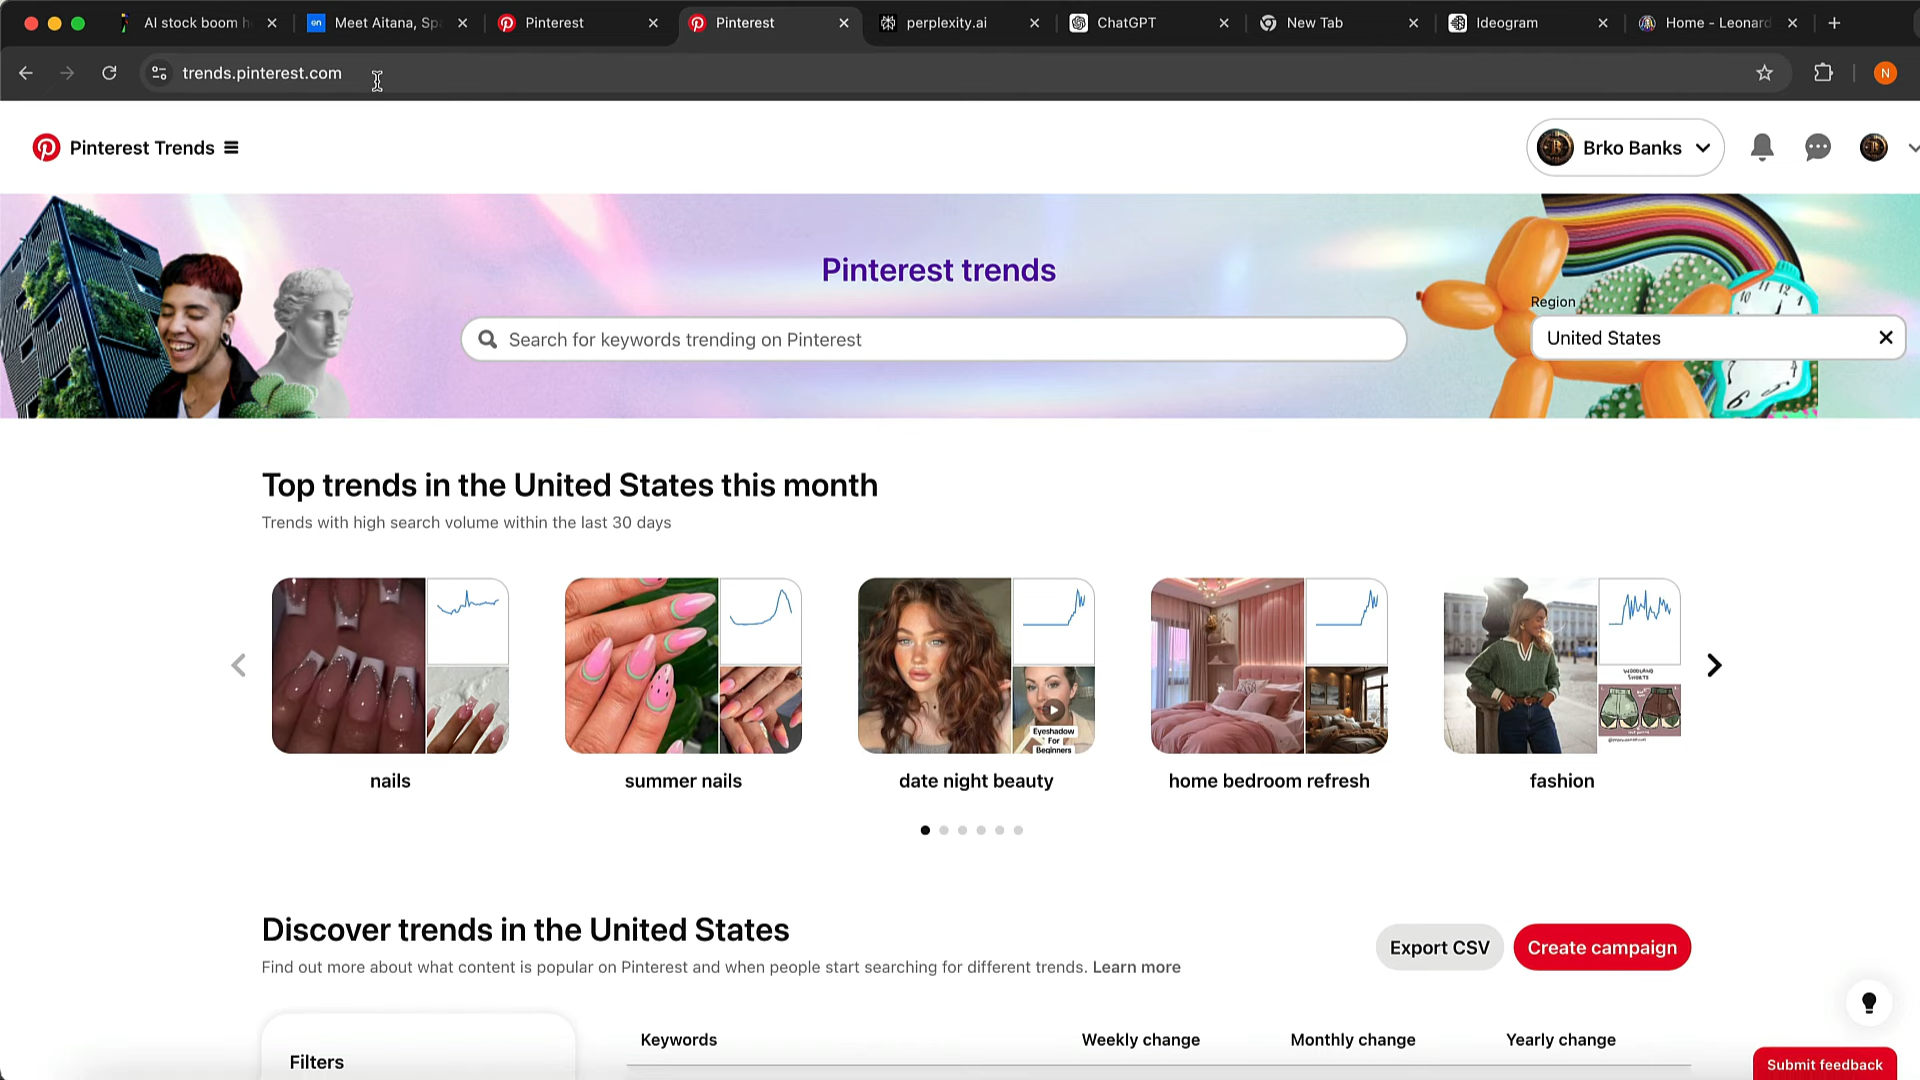 AI stock boom h
on
Meet Aitana, Sp
Pinterest
Pinterest
perplexity.ai
ChatGPT
New Tab
Ideogram
Home - Leonard
trends.pinterest.com
N
Pinterest Trends
Brko Banks
Pinterest trends
Search for keywords trending on Pinterest
Region
United States
Top trends in the United States this month
Trends with high search volume within the last 30 days
Eyeshadow
For
Beginners
WOODLAND
SHORTS
nails
summer nails
date night beauty
home bedroom refresh
fashion
Discover trends in the United States
Find out more about what content is popular on Pinterest and when people start searching for different trends. Learn more
Export CSV
Create campaign
Filters
Keywords
Weekly change
Monthly change
Yearly change
Submit feedback